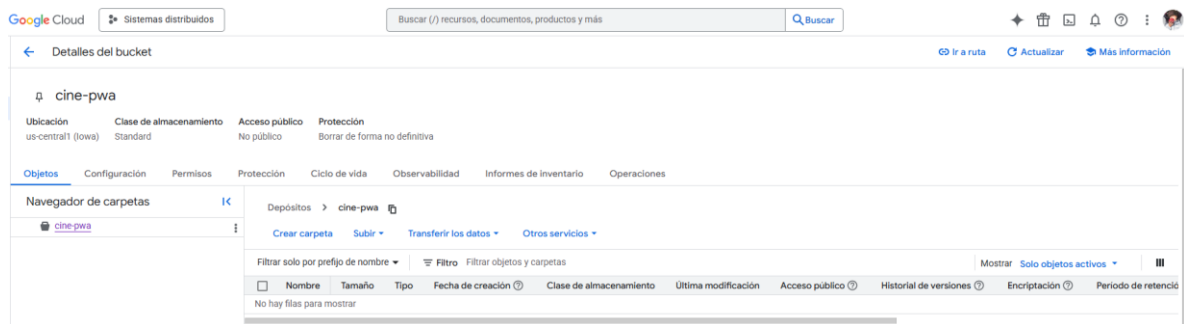 Google Cloud Sistemas distribuidos Buscar (/) recursos, documentos, productos y más Buscar
Detalles del bucket Ir a ruta Actualizar Más información
cine-pwa
Ubicación Clase de almacenamiento Acceso público Protección
us-central1 (Iowa) Standard No público Borrar de forma no definitiva
Objetos Configuración Permisos Protección Ciclo de vida Observabilidad Informes de inventario Operaciones
Navegador de carpetas Depósitos > cine-pwa
cine-pwa Crear carpeta Subir Transferir los datos Otros servicios
Filtrar solo por prefijo de nombre Filtro Filtrar objetos y carpetas Mostrar Solo objetos activos
Nombre Tamaño Tipo Fecha de creación Clase de almacenamiento Última modificación Acceso público Historial de versiones Encriptación Período de retenció
No hay filas para mostrar